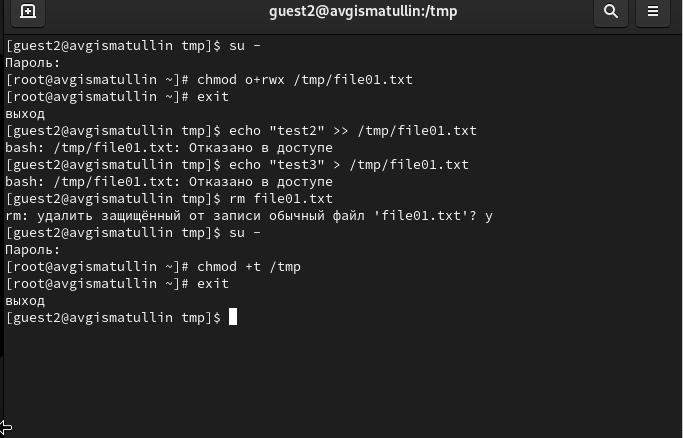 guest2@avgismatullin:/tmp
[guest2@avgismatullin tmp]$ su -
Пароль:
[root@avgismatullin ~]# chmod o+rwx /tmp/file01.txt
[root@avgismatullin ~]# exit
выход
[guest2@avgismatullin tmp]$ echo "test2" >> /tmp/file01.txt
bash: /tmp/file01.txt: Отказано в доступе
[guest2@avgismatullin tmp]$ echo "test3" > /tmp/file01.txt
bash: /tmp/file01.txt: Отказано в доступе
[guest2@avgismatullin tmp]$ rm file01.txt
rm: удалить защищённый от записи обычный файл 'file01.txt'? y
[guest2@avgismatullin tmp]$ su -
Пароль:
[root@avgismatullin ~]# chmod +t /tmp
[root@avgismatullin ~]# exit
выход
[guest2@avgismatullin tmp]$